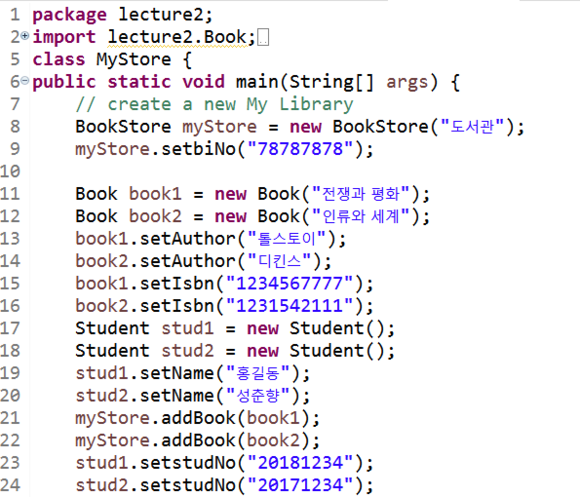 1 package lecture2;
2 import lecture2.Book;
5 class MyStore {
6 public static void main(String[] args) {
7 // create a new My Library
8 BookStore myStore = new BookStore("도서관");
9 myStore.setbiNo("78787878");
10
11 Book book1 = new Book("전쟁과 평화");
12 Book book2 = new Book("인류와 세계");
13 book1.setAuthor("톨스토이");
14 book2.setAuthor("디킨스");
15 book1.setIsbn("1234567777");
16 book2.setIsbn("1231542111");
17 Student stud1 = new Student();
18 Student stud2 = new Student();
19 stud1.setName("홍길동");
20 stud2.setName("성춘향");
21 myStore.addBook(book1);
22 myStore.addBook(book2);
23 stud1.setstudNo("20181234");
24 stud2.setstudNo("20171234");